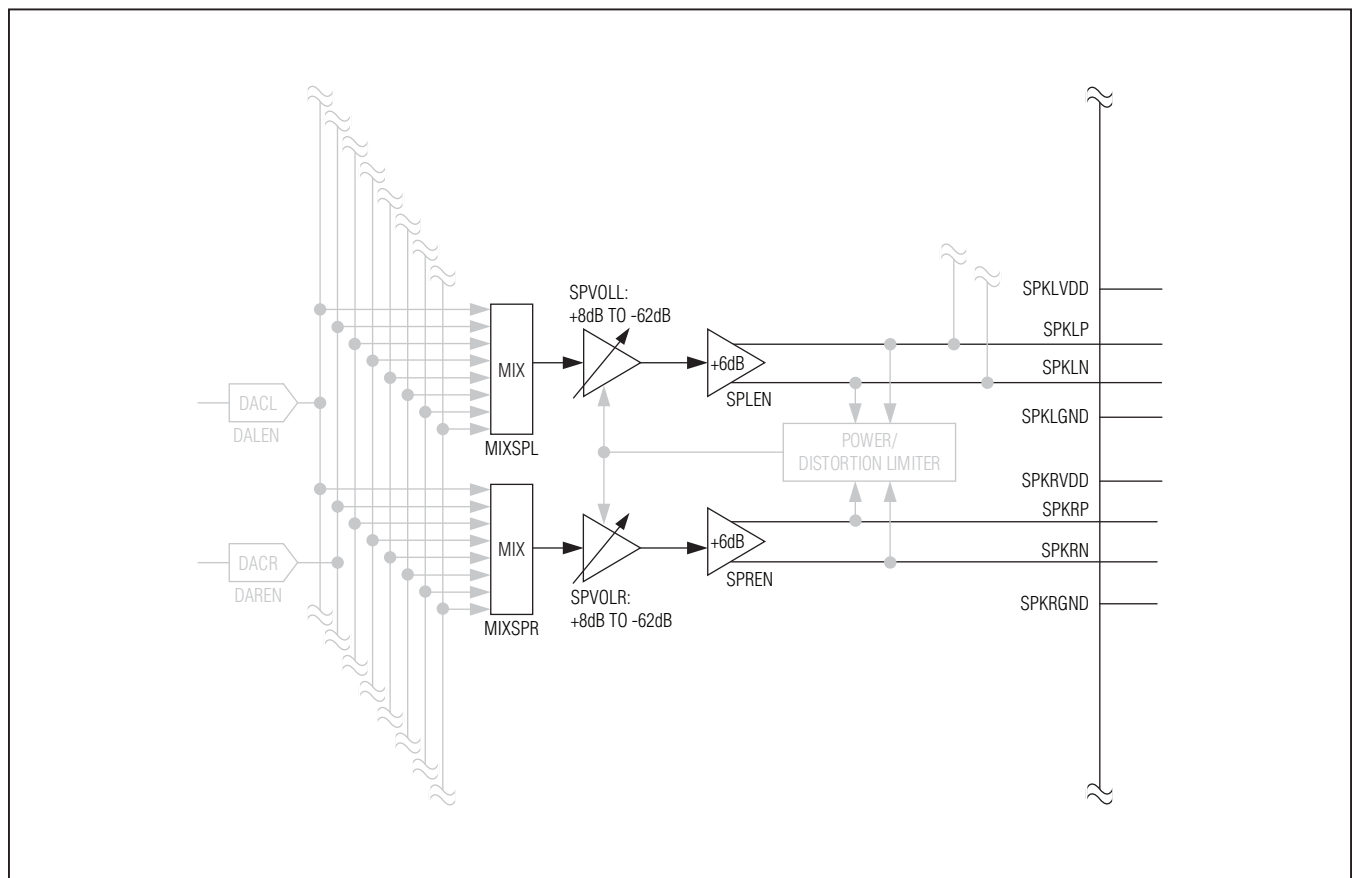 SPVOLL:
+8dB TO -62dB
SPKLVDD
SPKLP
MIX
+6dB
SPKLN
SPLEN
DACL
DALEN
SPKLGND
MIXSPL
POWER/
DISTORTION LIMITER
SPKRVDD
SPKRP
MIX
+6dB
SPKRN
DACR
DAREN
SPREN
SPVOLR:
+8dB TO -62dB
SPKRGND
MIXSPR